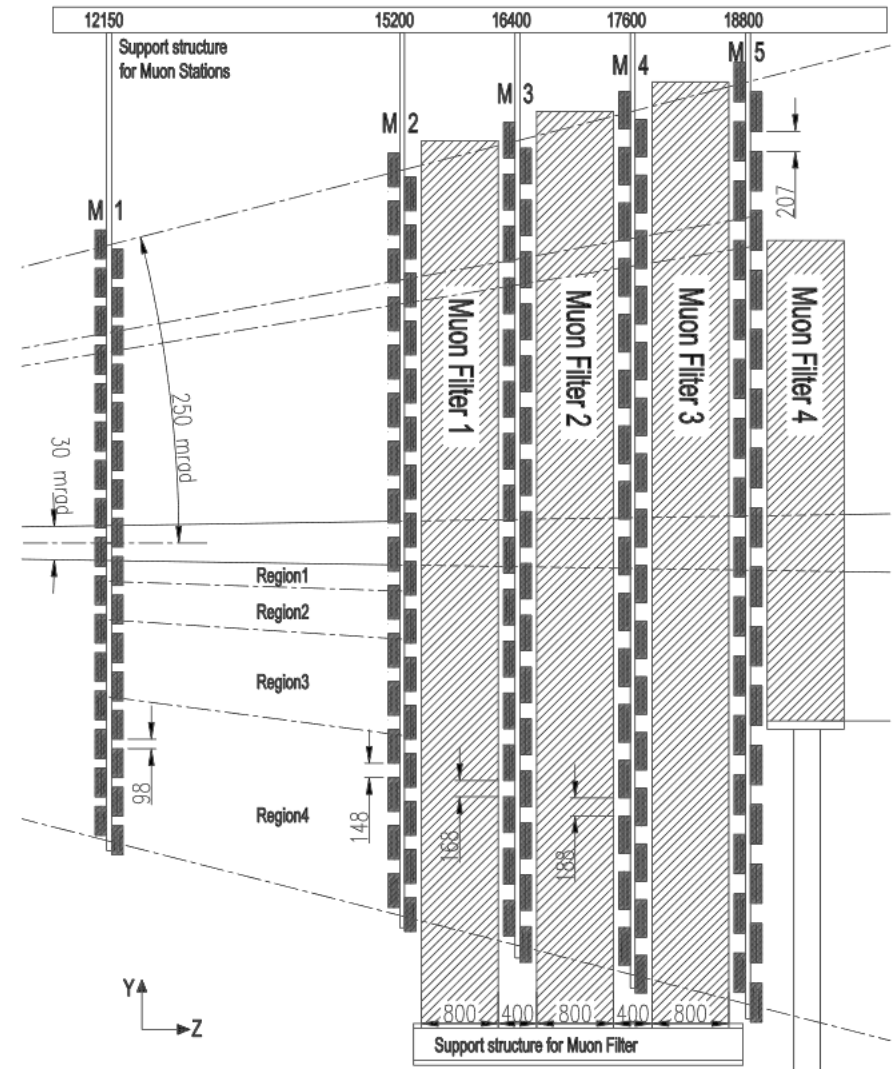 12150 15200 16400 17600 18800
Support structure
for Muon Stations
M 5
M 4
M 3
M 2
M 1
207
250 mrad
30 mrad
Muon Filter 1
Muon Filter 2
Muon Fliter 3
Muon Filter 4
Region1
Region2
Region3
Region4
98
148
168
188
Y
Z
800 400 800 400 800
Support structure for Muon Filter